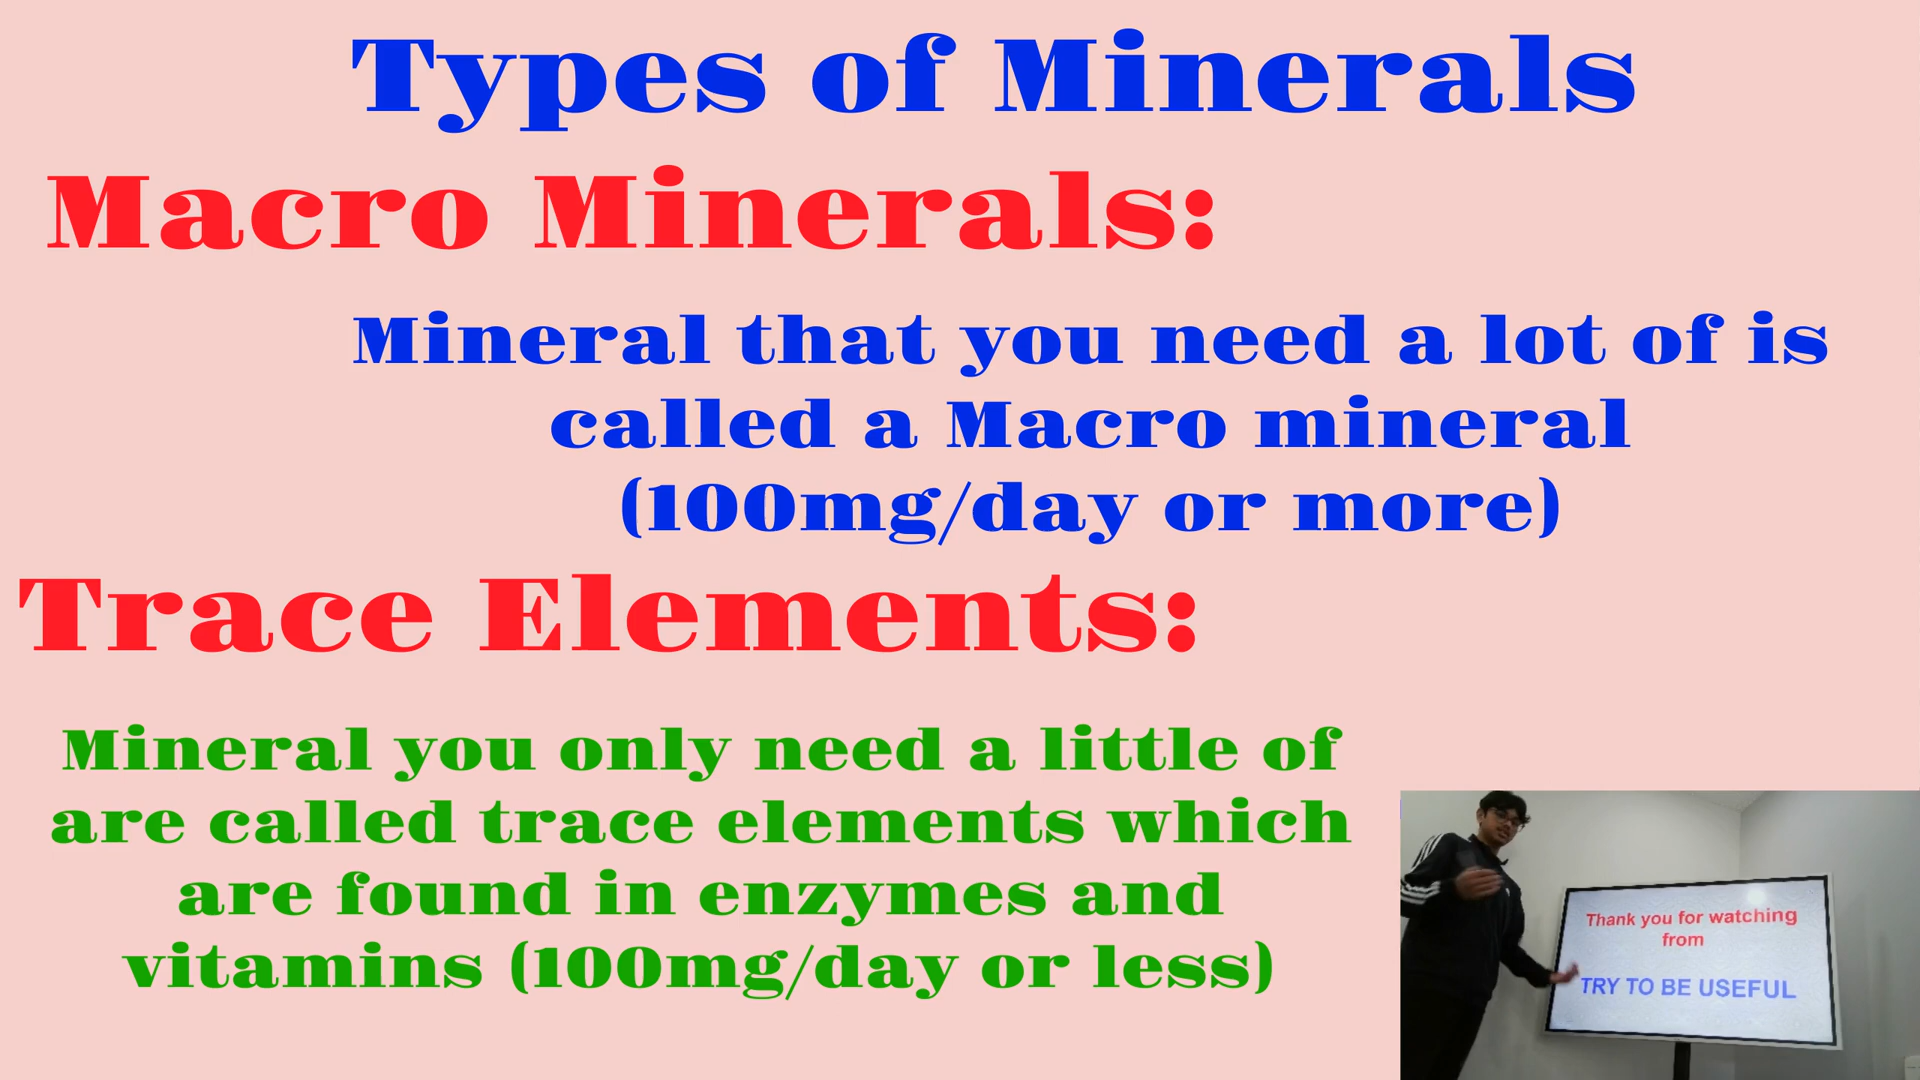 Types of Minerals
Macro Minerals:
Mineral that you need a lot of is
called a Macro mineral
(100mg/day or more)
Trace Elements:
Mineral you only need a little of
are called trace elements which
are found in enzymes and
vitamins (100mg/day or less)
Thank you for watching
from
TRY TO BE USEFUL